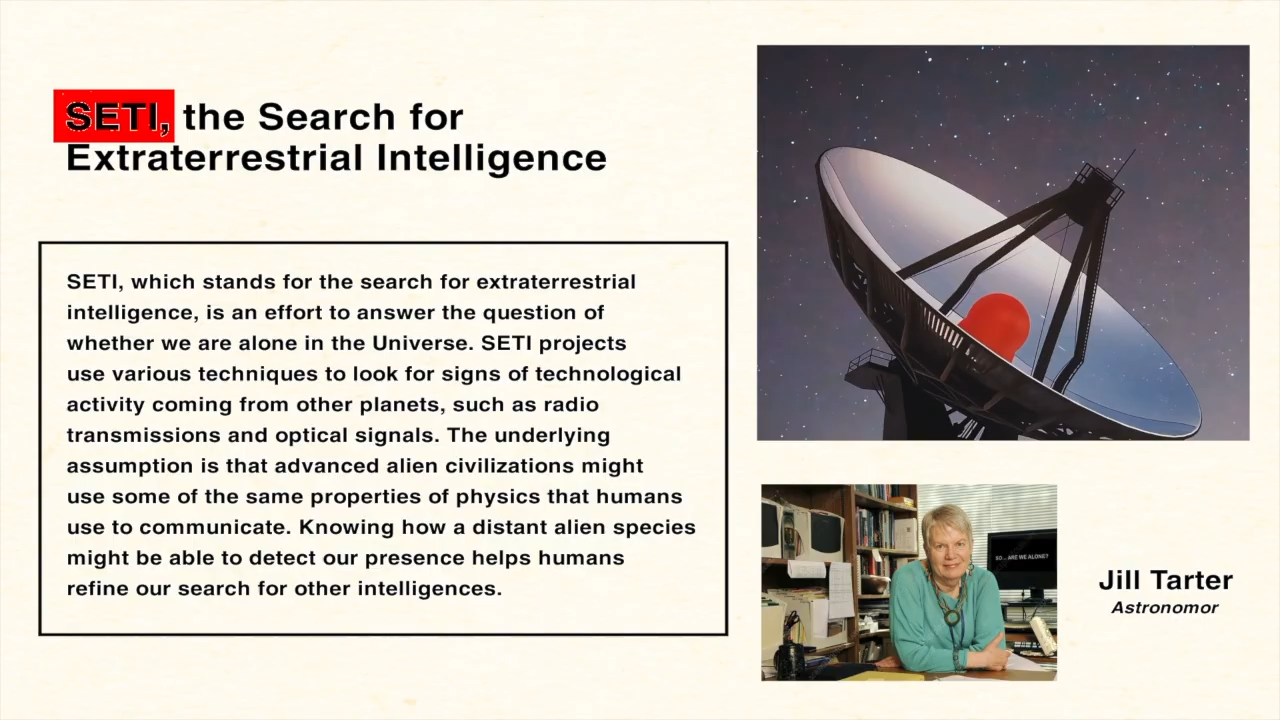 SETI, the Search for
Extraterrestrial Intelligence
SETI, which stands for the search for extraterrestrial
intelligence, is an effort to answer the question of
whether we are alone in the Universe. SETI projects
use various techniques to look for signs of technological
activity coming from other planets, such as radio
transmissions and optical signals. The underlying
assumption is that advanced alien civilizations might
use some of the same properties of physics that humans
use to communicate. Knowing how a distant alien species
might be able to detect our presence helps humans
refine our search for other intelligences.
SO... ARE WE ALONE?
Jill Tarter
Astronomor